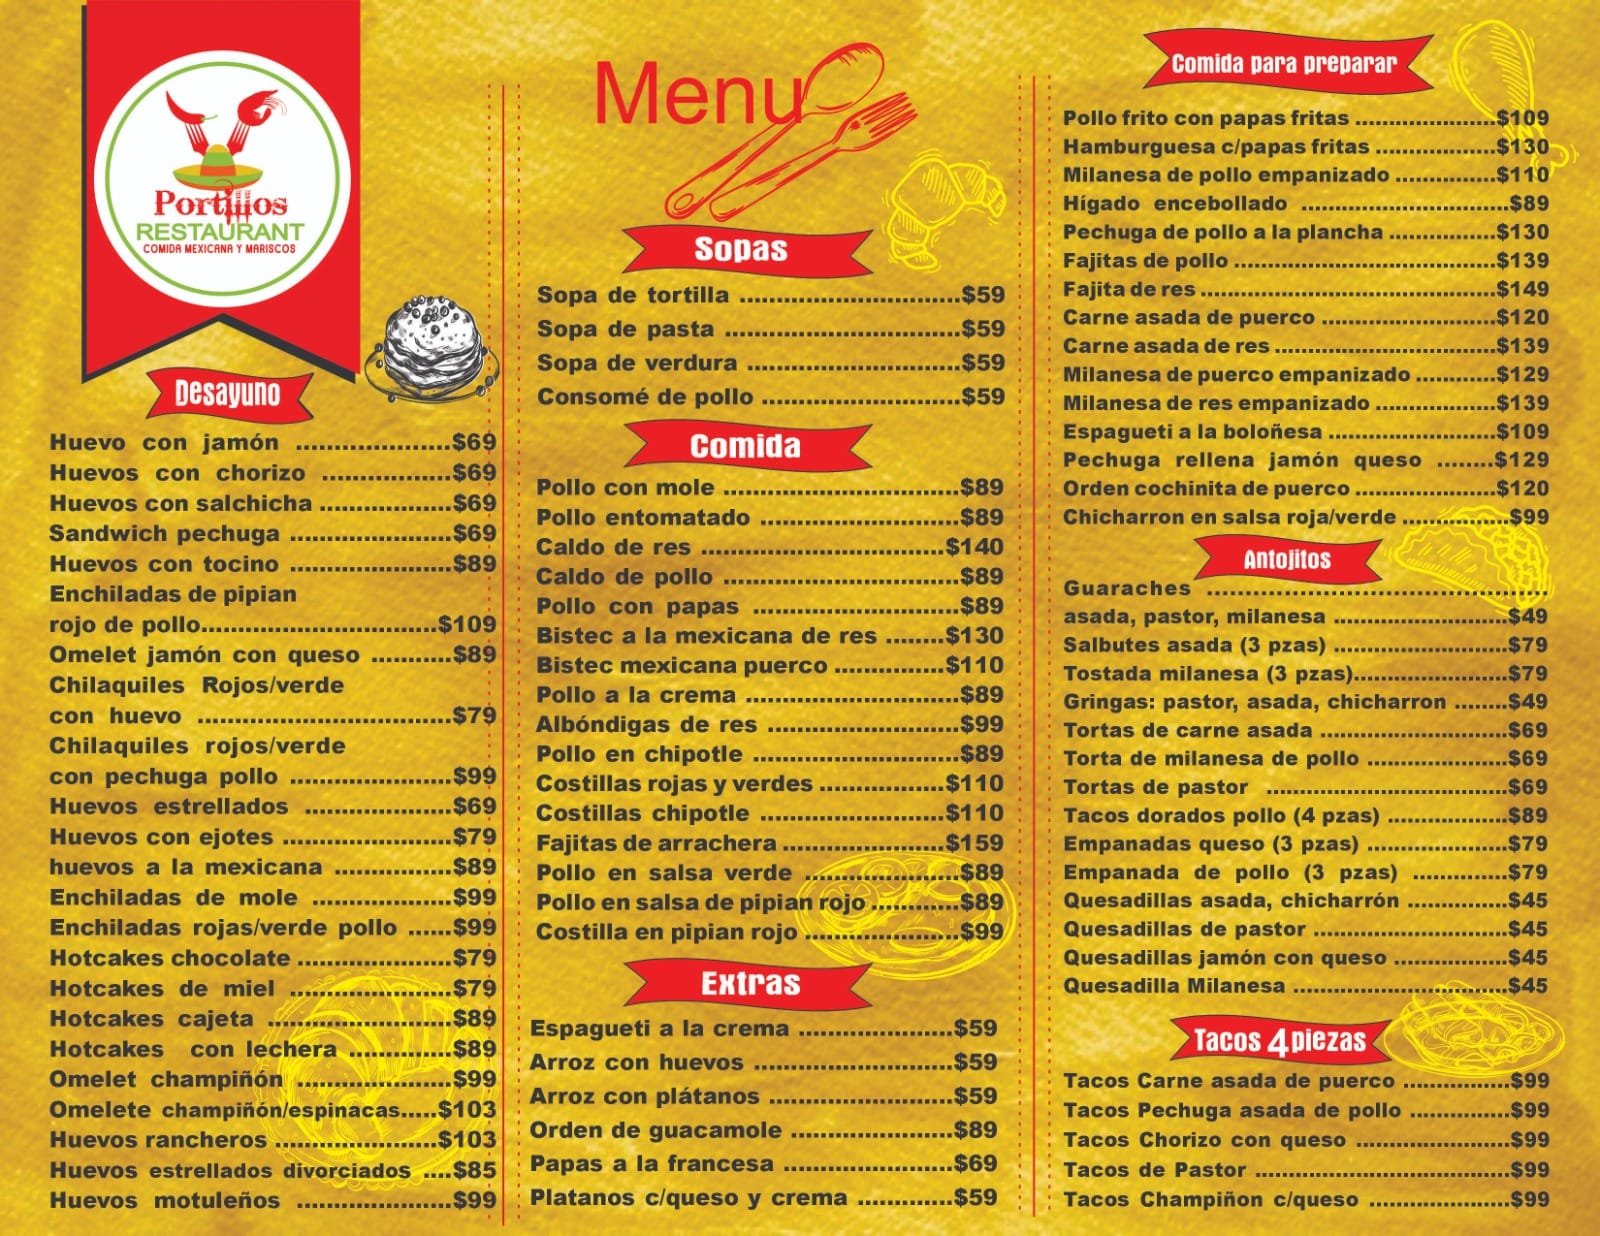 Portillos
RESTAURANT
COMIDA MEXICANA Y MARISCOS
Desayuno
Huevo con jamón .....................$69
Huevos con chorizo ..................$69
Huevos con salchicha ..................$69
Sandwich pechuga ......................$69
Huevos con tocino ......................$89
Enchiladas de pipian
rojo de pollo................................$109
Omelet jamón con queso ...........$89
Chilaquiles Rojos/verde
con huevo ...................................$79
Chilaquiles rojos/verde
con pechuga pollo ......................$99
Huevos estrellados ....................$69
Huevos con ejotes .......................$79
huevos a la mexicana ................$89
Enchiladas de mole ...................$99
Enchiladas rojas/verde pollo ......$99
Hotcakes chocolate .....................$79
Hotcakes de miel ......................$79
Hotcakes cajeta .........................$89
Hotcakes con lechera ..............$89
Omelet champiñón .....................$99
Omelete champiñón/espinacas.....$103
Huevos rancheros ......................$103
Huevos estrellados divorciados ....$85
Huevos motuleños .....................$99
Menu
Sopas
Sopa de tortilla ..............................$59
Sopa de pasta ................................$59
Sopa de verdura ..............................$59
Consomé de pollo ...........................$59
Comida
Pollo con mole ................................$89
Pollo entomatado ...........................$89
Caldo de res .................................$140
Caldo de pollo ................................$89
Pollo con papas ............................$89
Bistec a la mexicana de res ........$130
Bistec mexicana puerco ...............$110
Pollo a la crema .............................$89
Albóndigas de res ..........................$99
Pollo en chipotle .............................$89
Costillas rojas y verdes .................$110
Costillas chipotle .........................$110
Fajitas de arrachera ......................$159
Pollo en salsa verde .....................$89
Pollo en salsa de pipian rojo ............$89
Costilla en pipian rojo .....................$99
Extras
Espagueti a la crema .....................$59
Arroz con huevos ...........................$59
Arroz con plátanos .........................$59
Orden de guacamole ......................$89
Papas a la francesa .......................$69
Platanos c/queso y crema .............$59
Comida para preparar
Pollo frito con papas fritas ......................$109
Hamburguesa c/papas fritas ...................$130
Milanesa de pollo empanizado ................$110
Hígado encebollado ................................$89
Pechuga de pollo a la plancha .................$130
Fajitas de pollo .........................................$139
Fajita de res ..............................................$149
Carne asada de puerco ...........................$120
Carne asada de res ...................................$139
Milanesa de puerco empanizado .............$129
Milanesa de res empanizado ...................$139
Espagueti a la boloñesa ..........................$109
Pechuga rellena jamón queso ........$129
Orden cochinita de puerco ......................$120
Chicharron en salsa roja/verde .................$99
Antojitos
Guaraches ..............................................
asada, pastor, milanesa ...........................$49
Salbutes asada (3 pzas) ...........................$79
Tostada milanesa (3 pzas)........................$79
Gringas: pastor, asada, chicharron ........$49
Tortas de carne asada ..............................$69
Torta de milanesa de pollo ......................$69
Tortas de pastor .....................................$69
Tacos dorados pollo (4 pzas) ..................$89
Empanadas queso (3 pzas) ......................$79
Empanada de pollo (3 pzas) .............$79
Quesadillas asada, chicharrón ...............$45
Quesadillas de pastor ..............................$45
Quesadillas jamón con queso .................$45
Quesadilla Milanesa .................................$45
Tacos 4 piezas
Tacos Carne asada de puerco ................$99
Tacos Pechuga asada de pollo ...............$99
Tacos Chorizo con queso .......................$99
Tacos de Pastor .......................................$99
Tacos Champiñon c/queso .....................$99